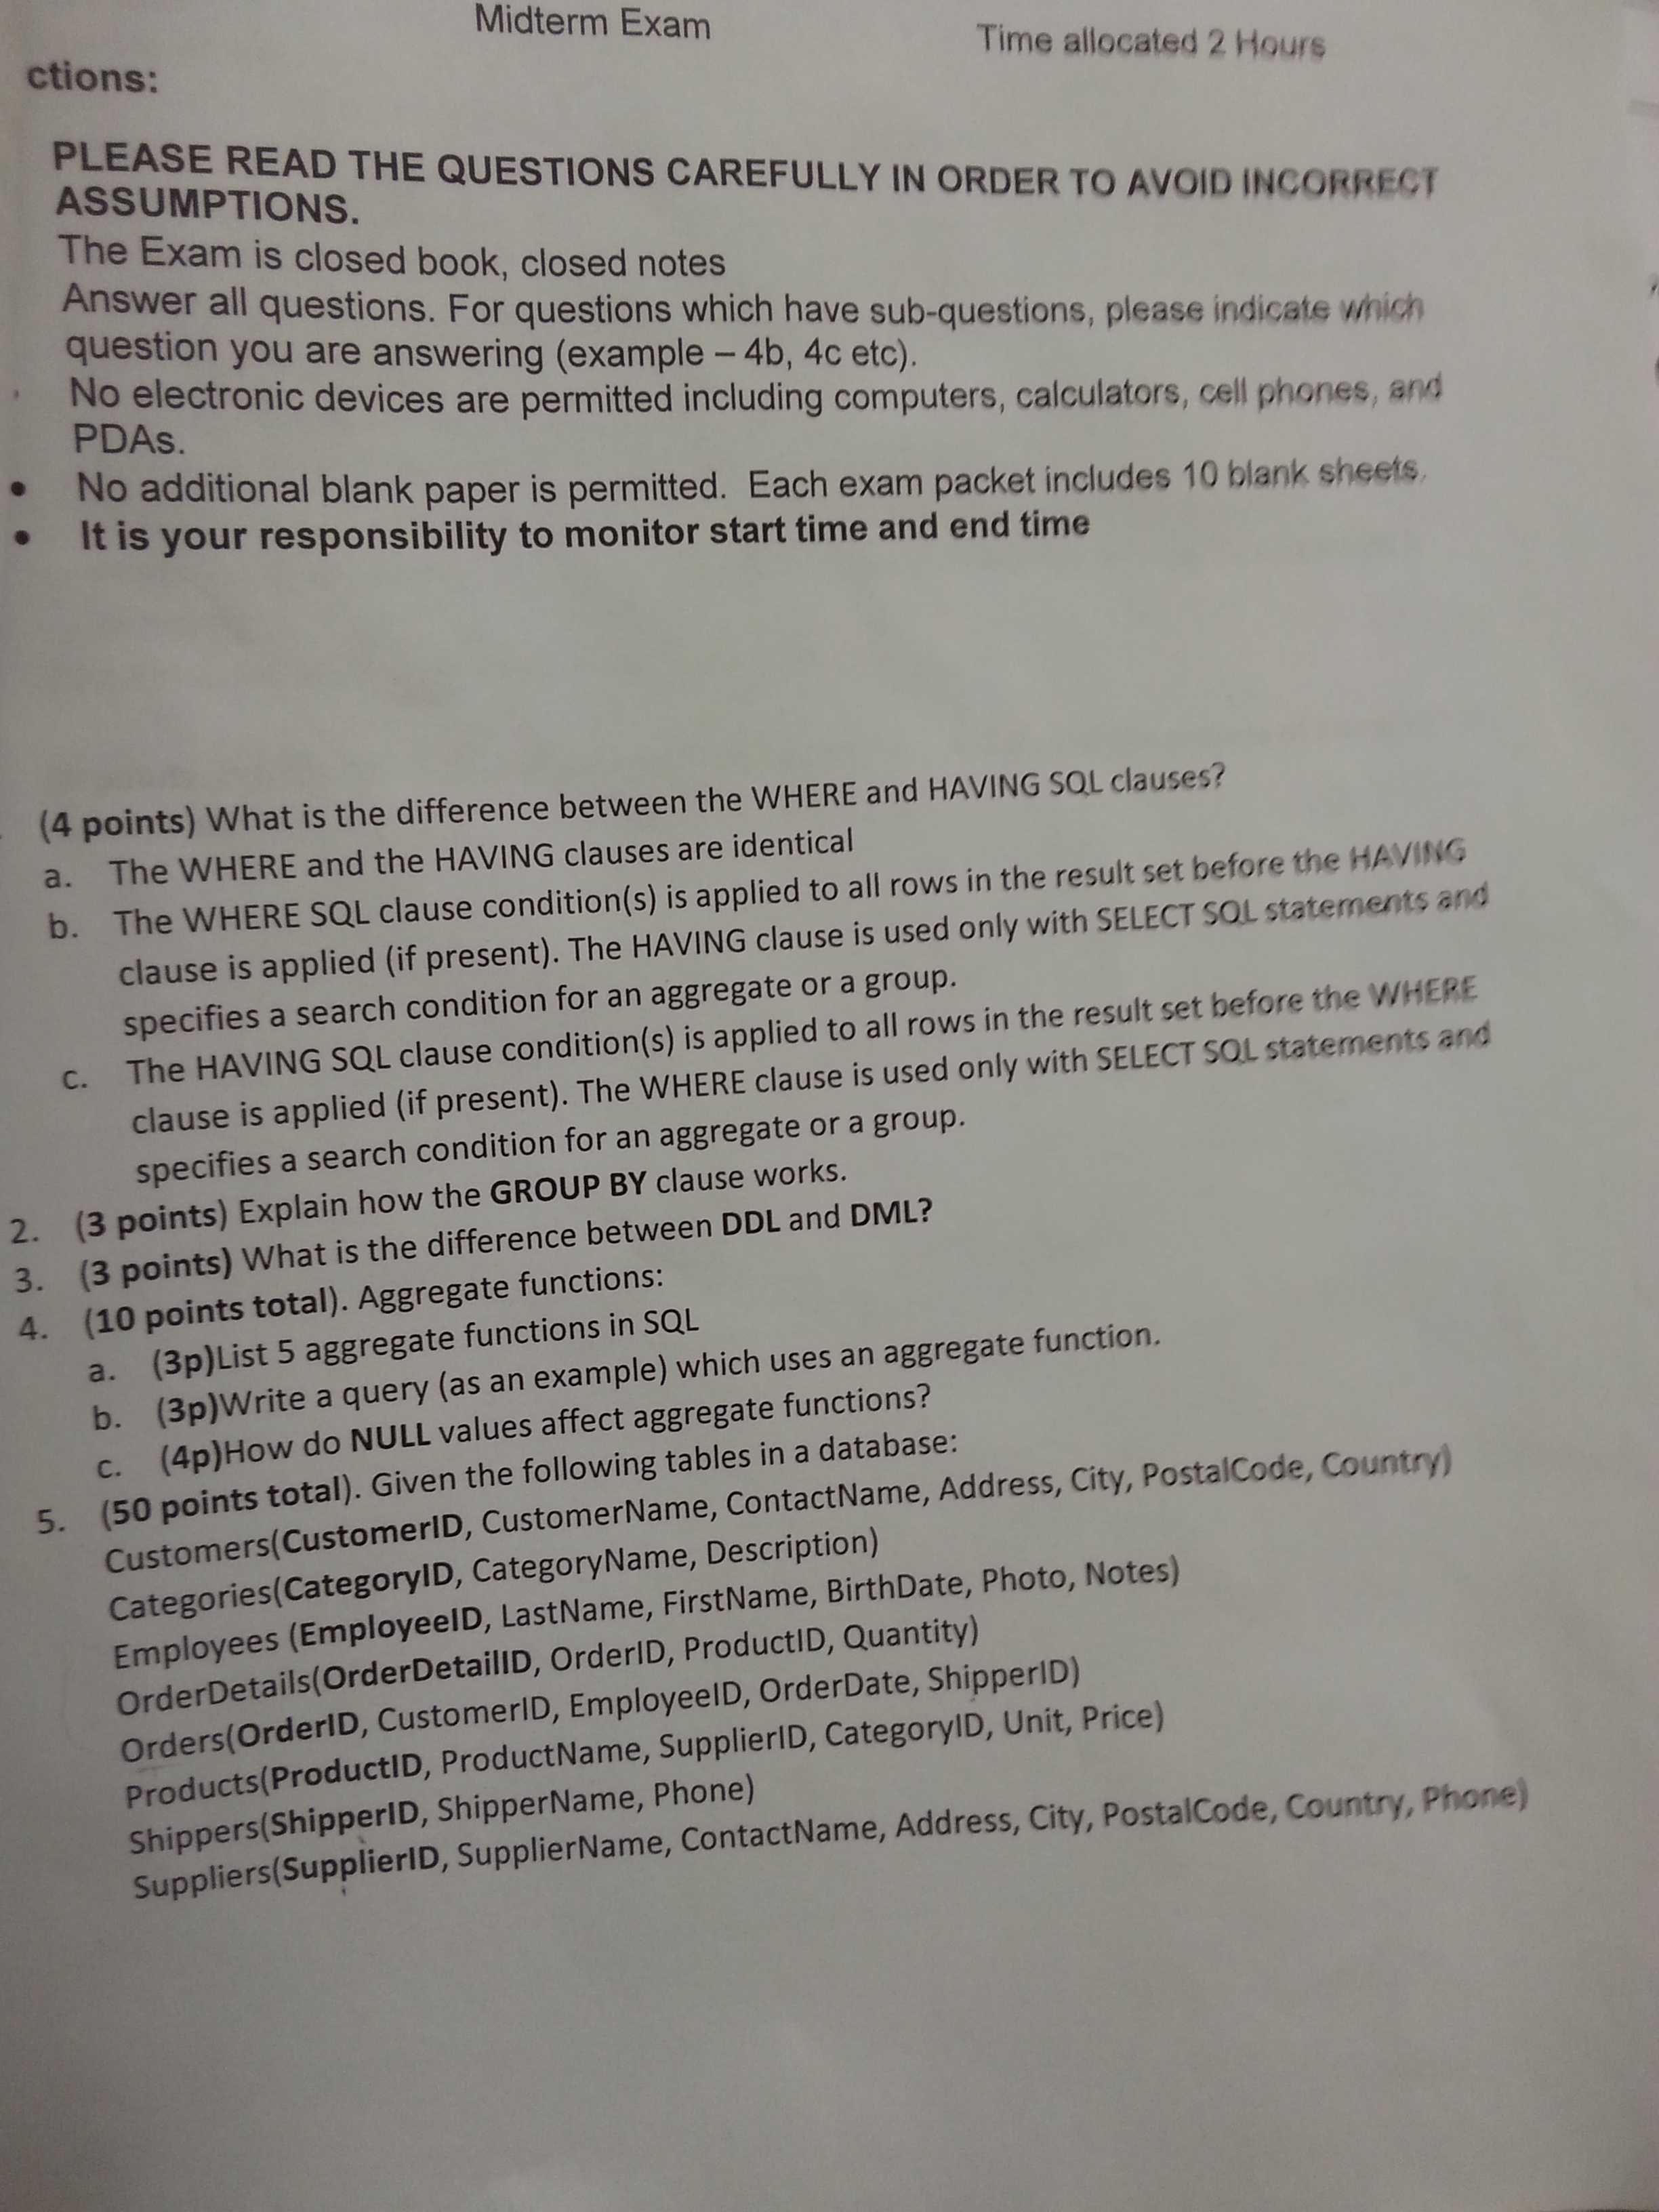 Midterm Exam
Time allocated 2 Hours
ctions:
PLEASE READ THE QUESTIONS CAREFULLY IN ORDER TO AVOID INCORRECT
ASSUMPTIONS.
The Exam is closed book, closed notes
Answer all questions. For questions which have sub-questions, please indicate which
question you are answering (example – 4b, 4c etc).
No electronic devices are permitted including computers, calculators, cell phones, and
PDAs.
• No additional blank paper is permitted. Each exam packet includes 10 blank sheets.
• It is your responsibility to monitor start time and end time
(4 points) What is the difference between the WHERE and HAVING SQL clauses?
a. The WHERE and the HAVING clauses are identical
b. The WHERE SQL clause condition(s) is applied to all rows in the result set before the HAVING
clause is applied (if present). The HAVING clause is used only with SELECT SQL statements and
specifies a search condition for an aggregate or a group.
c. The HAVING SQL clause condition(s) is applied to all rows in the result set before the WHERE
clause is applied (if present). The WHERE clause is used only with SELECT SQL statements and
specifies a search condition for an aggregate or a group.
2. (3 points) Explain how the GROUP BY clause works.
3. (3 points) What is the difference between DDL and DML?
4. (10 points total). Aggregate functions:
a. (3p)List 5 aggregate functions in SQL
b. (3p)Write a query (as an example) which uses an aggregate function.
c. (4p)How do NULL values affect aggregate functions?
5. (50 points total). Given the following tables in a database:
Customers(CustomerID, CustomerName, ContactName, Address, City, PostalCode, Country)
Categories(CategoryID, CategoryName, Description)
Employees (EmployeeID, LastName, FirstName, BirthDate, Photo, Notes)
OrderDetails(OrderDetailID, OrderID, ProductID, Quantity)
Orders(OrderID, CustomerID, EmployeeID, OrderDate, ShipperID)
Products(ProductID, ProductName, SupplierID, CategoryID, Unit, Price)
Shippers(ShipperID, ShipperName, Phone)
Suppliers(SupplierID, SupplierName, ContactName, Address, City, PostalCode, Country, Phone)